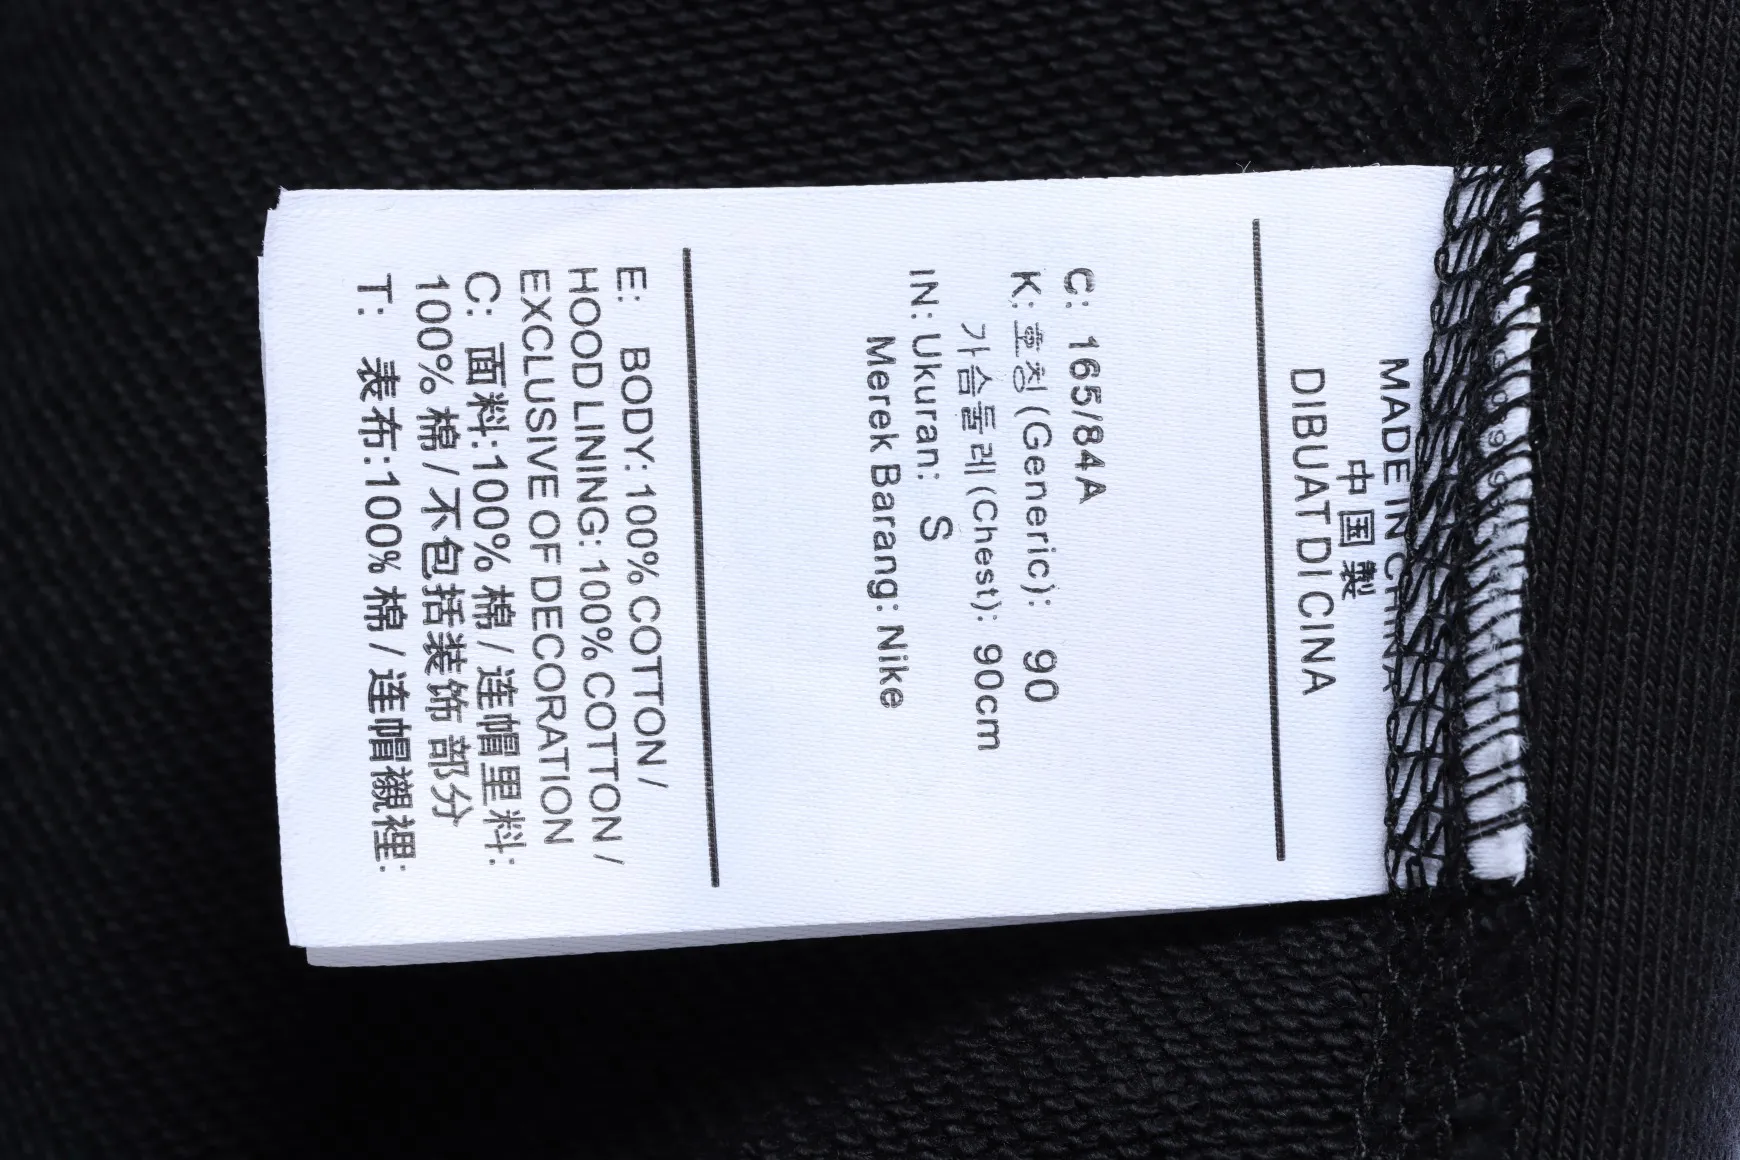 MADE IN CHINA
中国製
DIBUAT DI CINA
C: 165/84A
K: 호칭 (Generic): 90
가슴둘레 (Chest): 90cm
IN: Ukuran: S
Merek Barang: Nike
E: BODY: 100% COTTON /
HOOD LINING: 100% COTTON /
EXCLUSIVE OF DECORATION
C: 面料:100% 棉 / 连帽里料:
100% 棉 / 不包括装饰 部分
T: 表布:100% 棉 / 连帽襯裡: